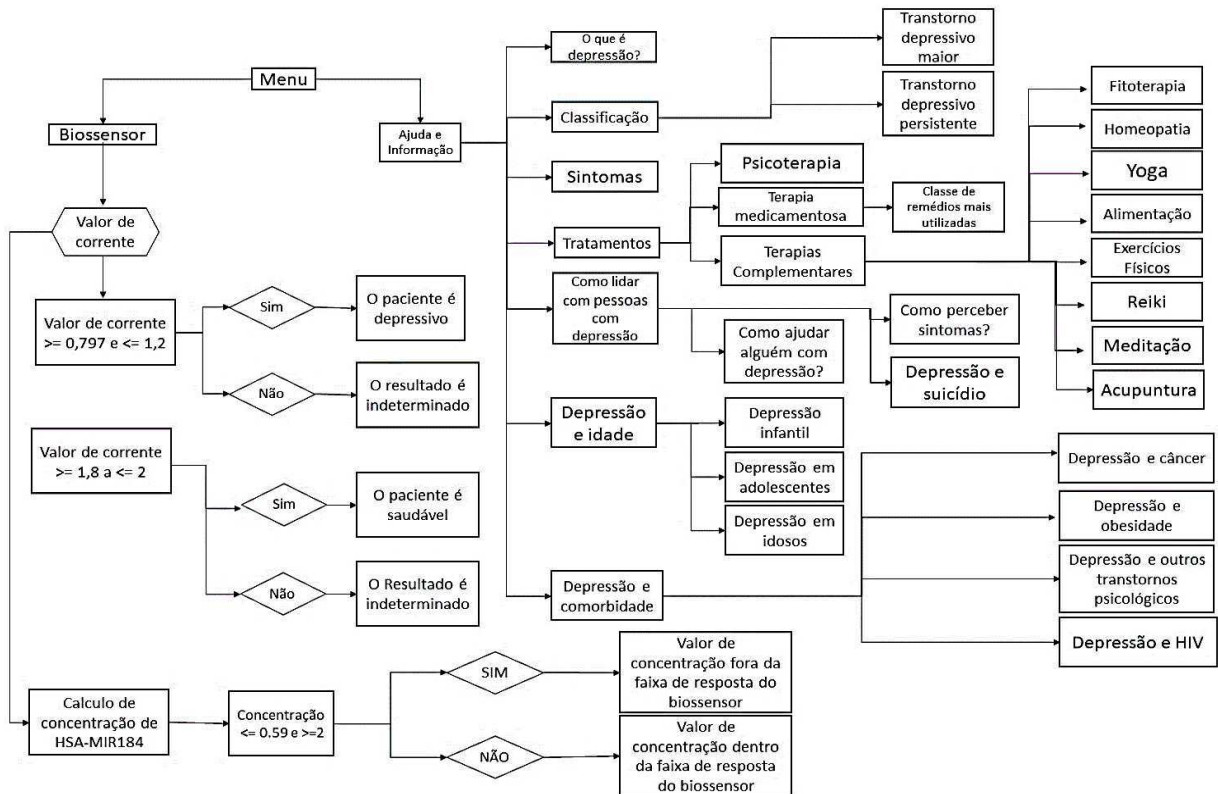 Menu
Biossensor
Valor de
corrente
Valor de corrente
>= 0,797 e <= 1,2
Sim
O paciente é
depressivo
Não
O resultado é
indeterminado
Valor de corrente
>= 1,8 a <= 2
Sim
O paciente é
saudável
Não
O Resultado é
indeterminado
Calculo de
concentração de
HSA-MIR184
Concentração
<= 0.59 e >=2
SIM
Valor de
concentração fora da
faixa de resposta do
biossensor
NÃO
Valor de
concentração dentro
da faixa de resposta
do biossensor
Ajuda e
Informação
O que é
depressão?
Classificação
Transtorno
depressivo
maior
Transtorno
depressivo
persistente
Sintomas
Tratamentos
Psicoterapia
Terapia
medicamentosa
Classe de
remédios mais
utilizadas
Terapias
Complementares
Fitoterapia
Homeopatia
Yoga
Alimentação
Exercícios
Físicos
Reiki
Meditação
Acupuntura
Como lidar
com pessoas
com
depressão
Como perceber
sintomas?
Como ajudar
alguém com
depressão?
Depressão e
suicídio
Depressão
e idade
Depressão
infantil
Depressão em
adolescentes
Depressão em
idosos
Depressão e
comorbidade
Depressão e câncer
Depressão e
obesidade
Depressão e outros
transtornos
psicológicos
Depressão e HIV